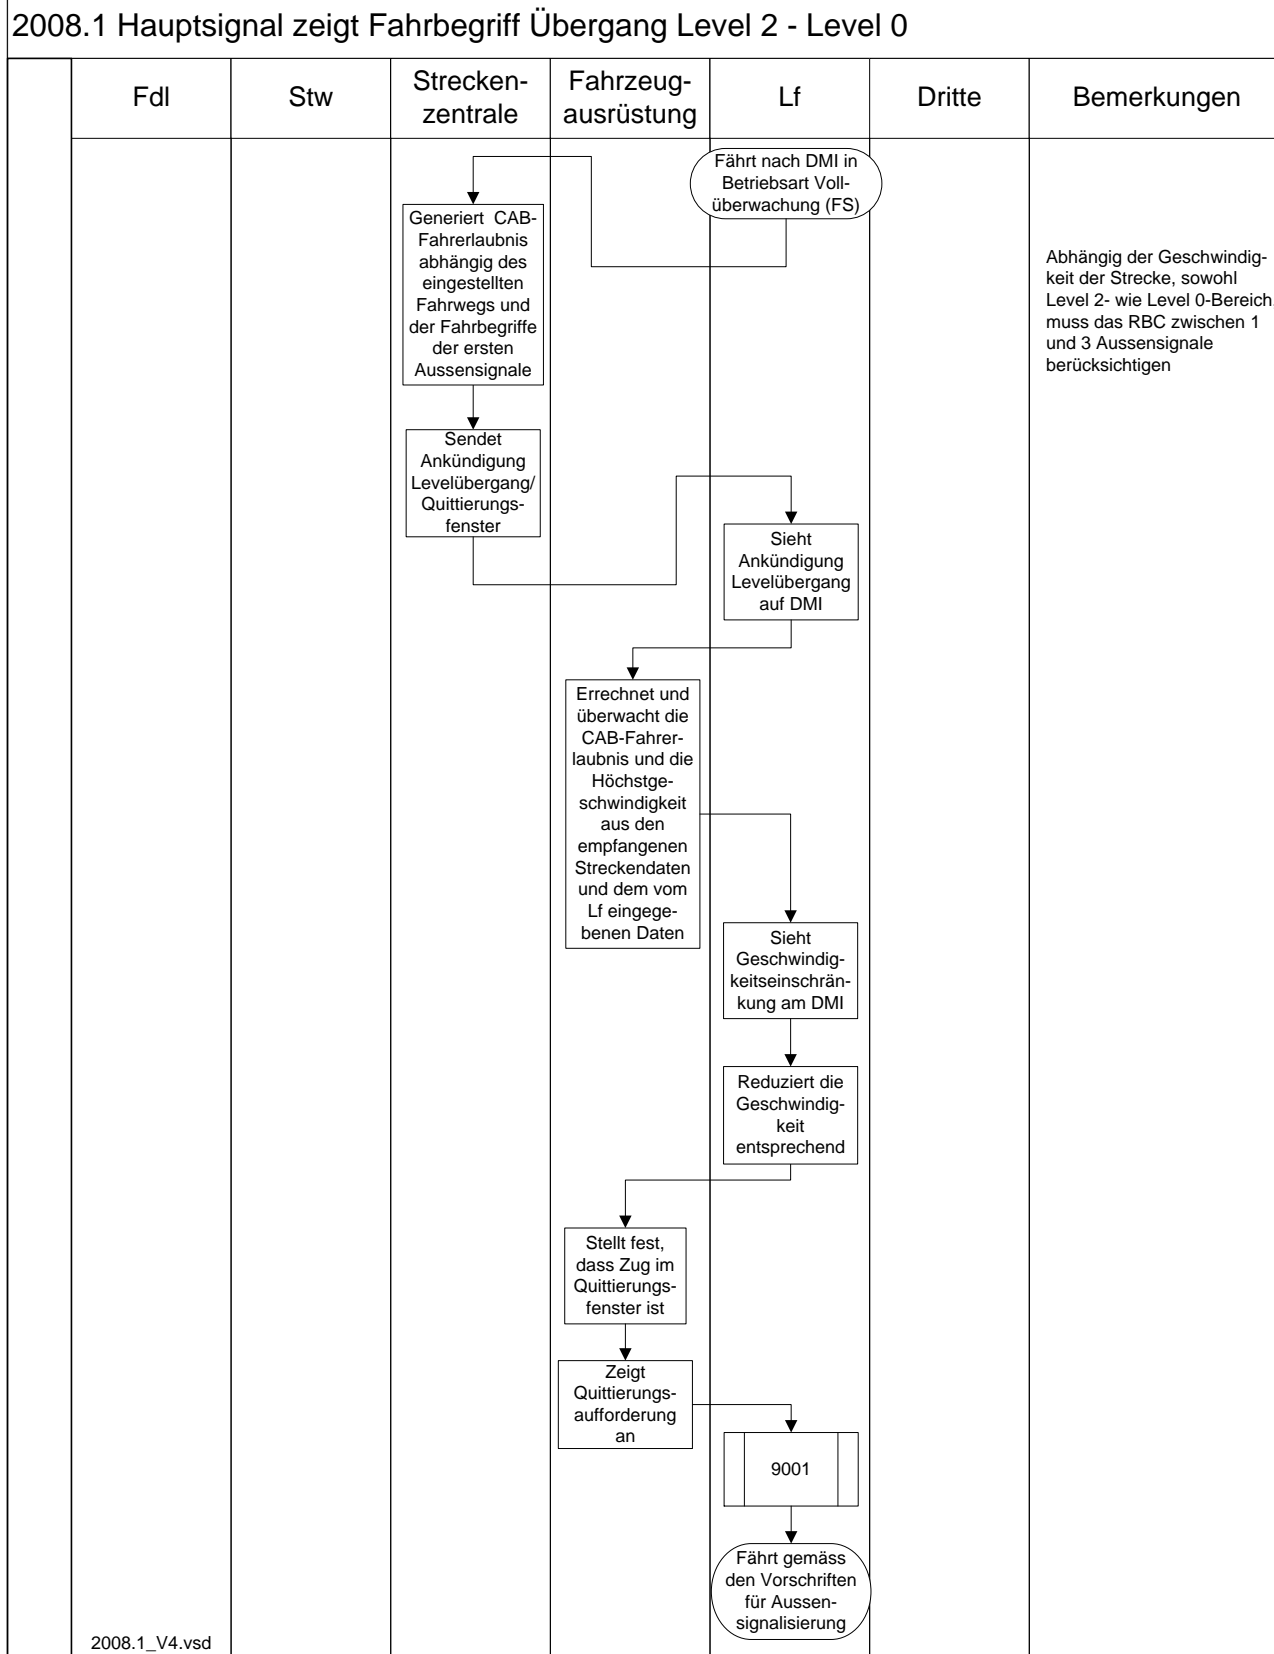 2008.1 Hauptsignal zeigt Fahrbegriff Übergang Level 2 - Level 0
Fdl
Stw
Strecken-
zentrale
Fahrzeug-
ausrüstung
Lf
Dritte
Bemerkungen
Fährt nach DMI in
Betriebsart Voll-
überwachung (FS)
Generiert CAB-
Fahrerlaubnis
abhängig des
eingestellten
Fahrwegs und
der Fahrbegriffe
der ersten
Aussensignale
Abhängig der Geschwindig-
keit der Strecke, sowohl
Level 2- wie Level 0-Bereich,
muss das RBC zwischen 1
und 3 Aussensignale
berücksichtigen
Sendet
Ankündigung
Levelübergang/
Quittierungs-
fenster
Sieht
Ankündigung
Levelübergang
auf DMI
Errechnet und
überwacht die
CAB-Fahrer-
laubnis und die
Höchstge-
schwindigkeit
aus den
empfangenen
Streckendaten
und dem vom
Lf eingege-
benen Daten
Sieht
Geschwindig-
keitseinschrän-
kung am DMI
Reduziert die
Geschwindig-
keit
entsprechend
Stellt fest,
dass Zug im
Quittierungs-
fenster ist
Zeigt
Quittierungs-
aufforderung
an
9001
Fährt gemäss
den Vorschriften
für Aussen-
signalisierung
2008.1_V4.vsd